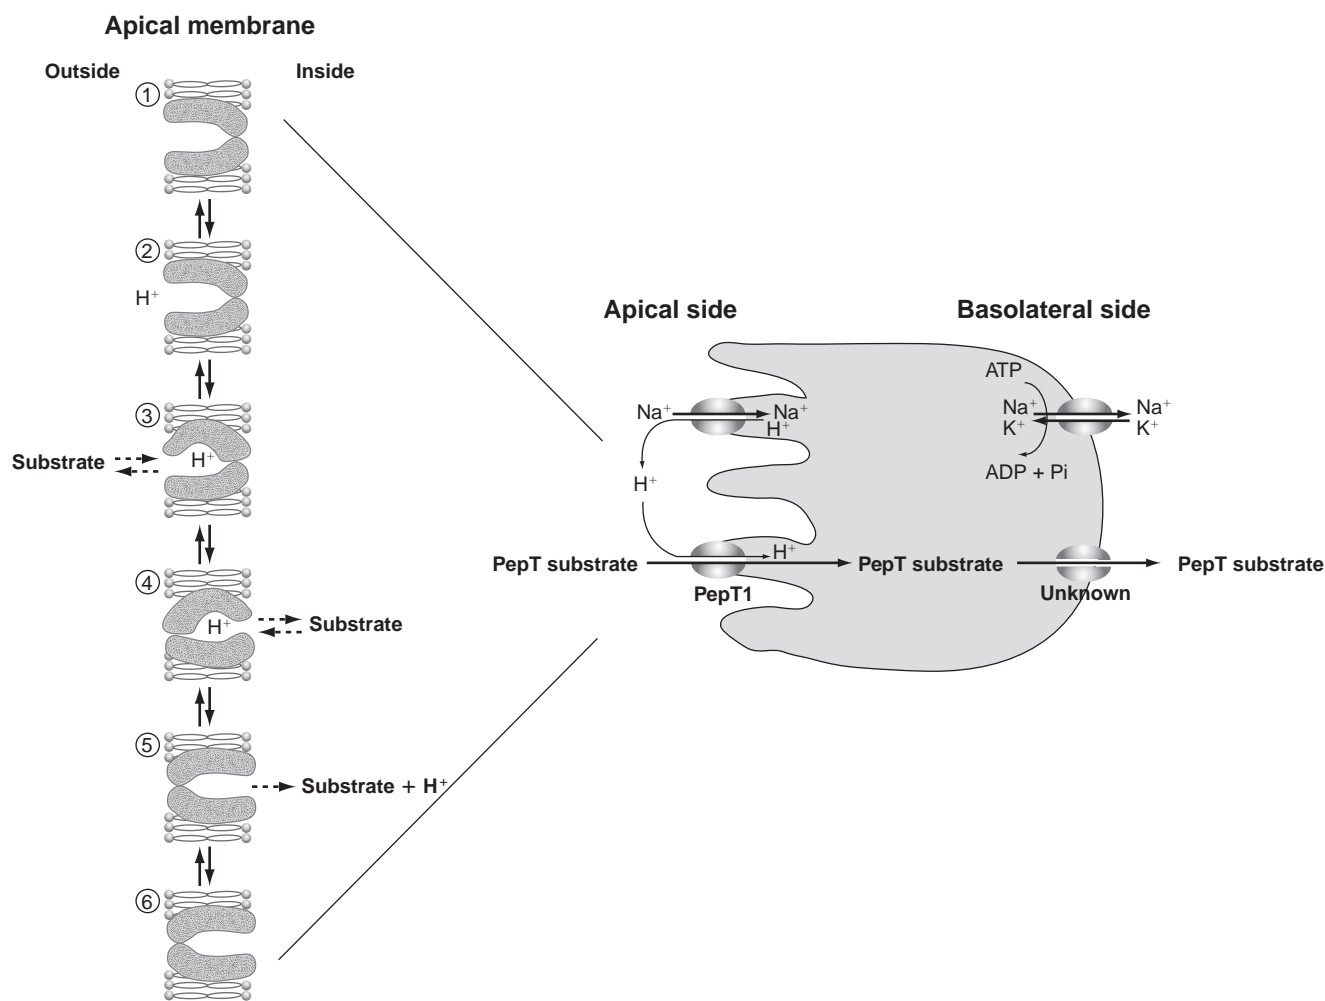 Apical membrane
Outside
Inside
1
2
H⁺
3
Substrate
H⁺
4
H⁺
Substrate
5
Substrate + H⁺
6
Apical side
Basolateral side
ATP
Na⁺
Na⁺
H⁺
Na⁺
K⁺
Na⁺
K⁺
ADP + Pi
H⁺
H⁺
PepT substrate
PepT substrate
PepT substrate
PepT1
Unknown